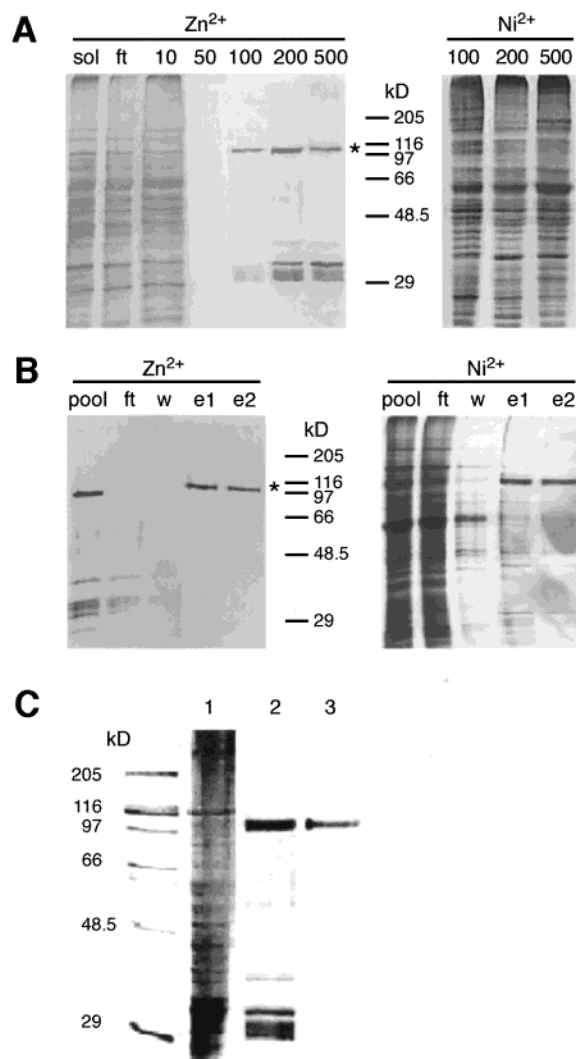 A
Zn2+
Ni2+
sol ft 10 50 100 200 500
100 200 500
kD
205
*
116
97
66
48.5
29
B
Zn2+
Ni2+
pool ft w e1 e2
pool ft w e1 e2
kD
205
*
116
97
66
48.5
29
C
1 2 3
kD
205
116
97
66
48.5
29